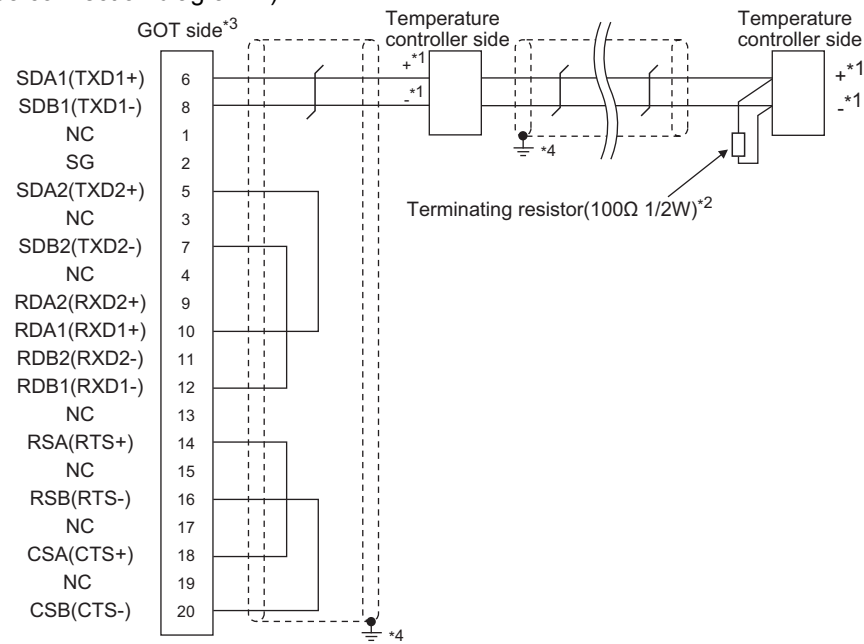 GOT side*3
Temperature
controller side
Temperature
controller side
SDA1(TXD1+) 6 +*1 +*1
SDB1(TXD1-) 8 -*1 -*1
NC 1
SG 2 *4
SDA2(TXD2+) 5
Terminating resistor(100Ω 1/2W)*2
NC 3
SDB2(TXD2-) 7
NC 4
RDA2(RXD2+) 9
RDA1(RXD1+) 10
RDB2(RXD2-) 11
RDB1(RXD1-) 12
NC 13
RSA(RTS+) 14
NC 15
RSB(RTS-) 16
NC 17
CSA(CTS+) 18
NC 19
CSB(CTS-) 20
*4